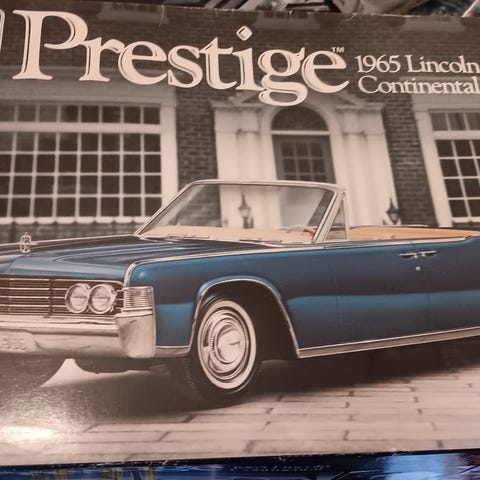 Prestige™
1965 Lincoln
Continental